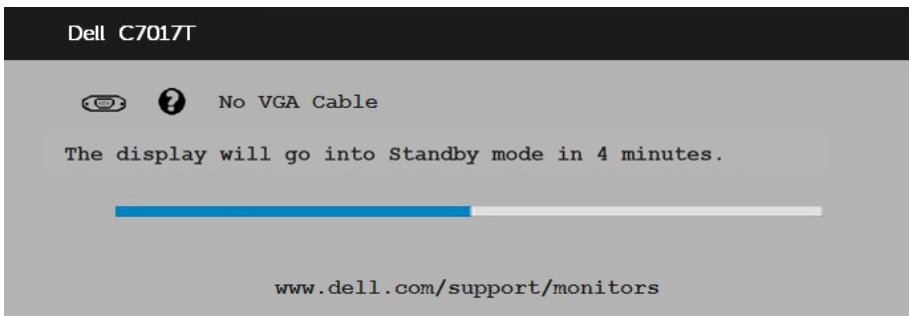 Dell C7017T
? No VGA Cable
The display will go into Standby mode in 4 minutes.
www.dell.com/support/monitors